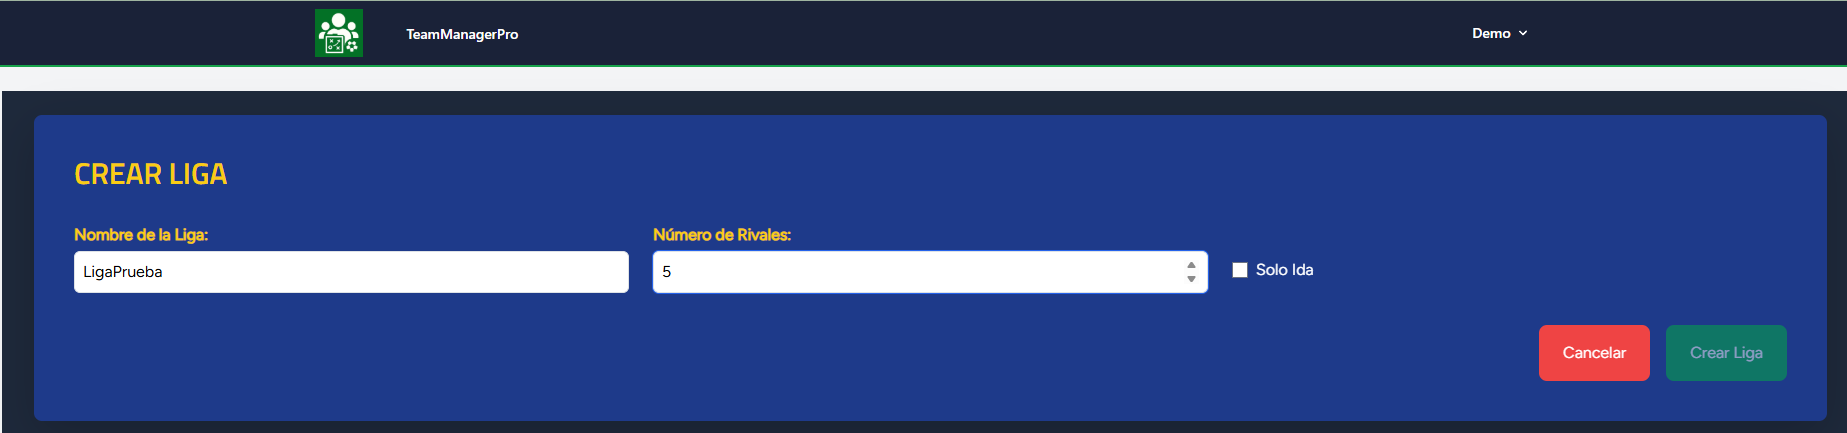 TeamManagerPro
Demo
CREAR LIGA
Nombre de la Liga:
Número de Rivales:
LigaPrueba
5
Solo Ida
Cancelar
Crear Liga